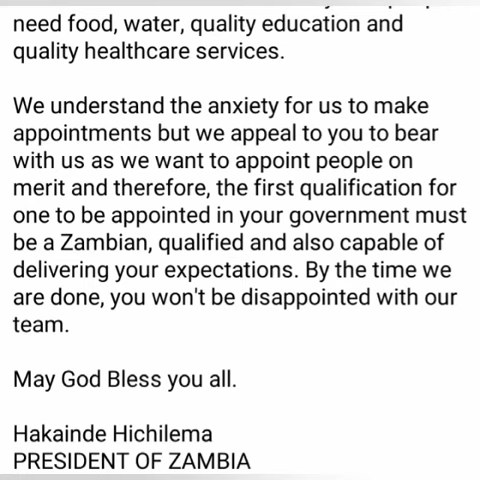 need food, water, quality education and
quality healthcare services.
We understand the anxiety for us to make
appointments but we appeal to you to bear
with us as we want to appoint people on
merit and therefore, the first qualification for
one to be appointed in your government must
be a Zambian, qualified and also capable of
delivering your expectations. By the time we
are done, you won't be disappointed with our
team.
May God Bless you all.
Hakainde Hichilema
PRESIDENT OF ZAMBIA